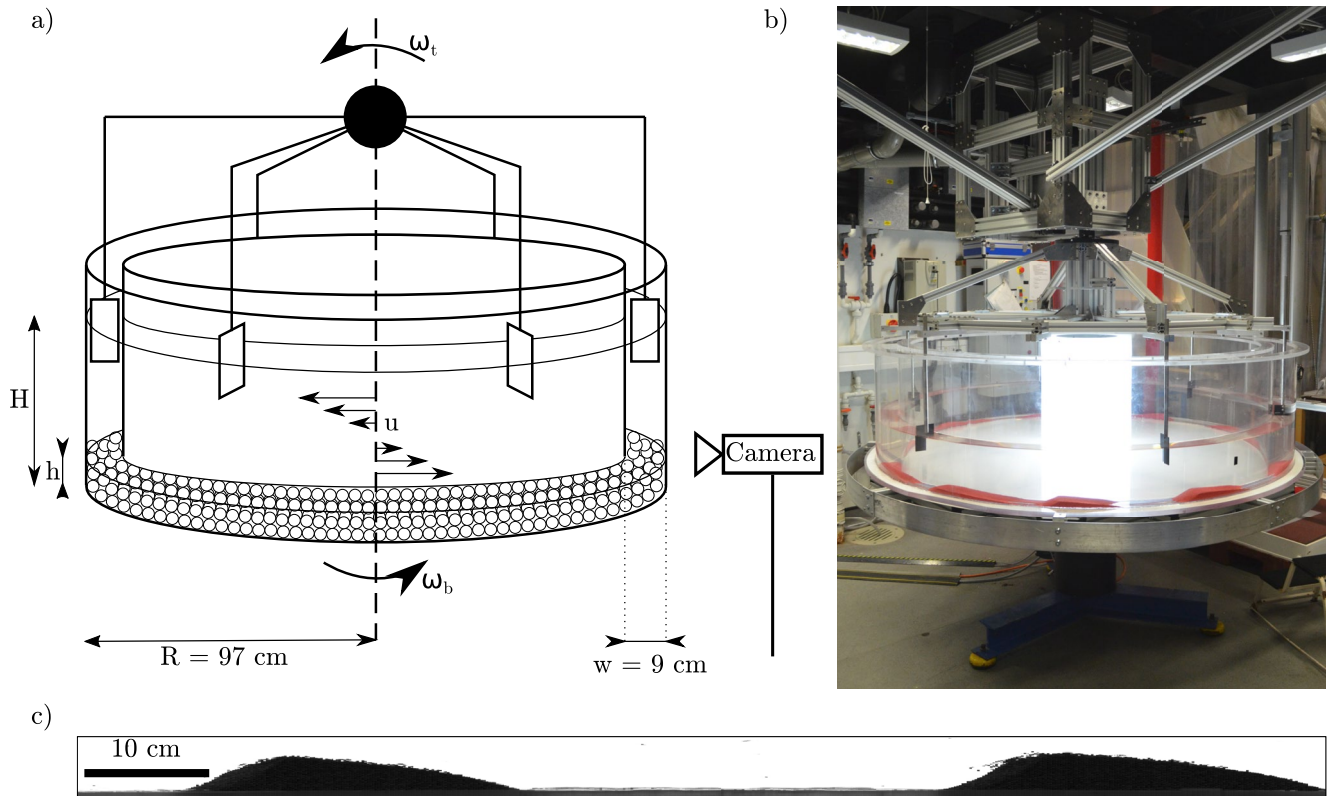 a)
ω_t
H
u
h
Camera
ω_b
R = 97 cm
w = 9 cm
b)
c)
10 cm